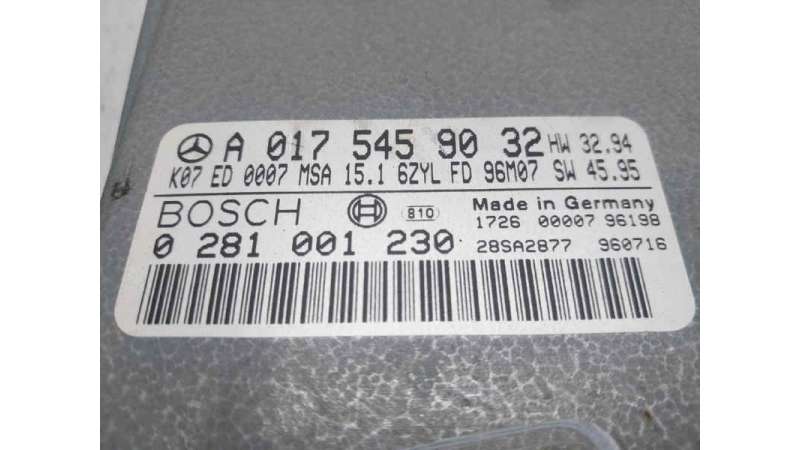 A 017 545 90 32 HW 32.94
K07 ED 0007 MSA 15.1 6ZYL FD 96M07 SW 45.95
BOSCH 810 Made in Germany
1726 00007 96198
0 281 001 230 28SA2877 960716